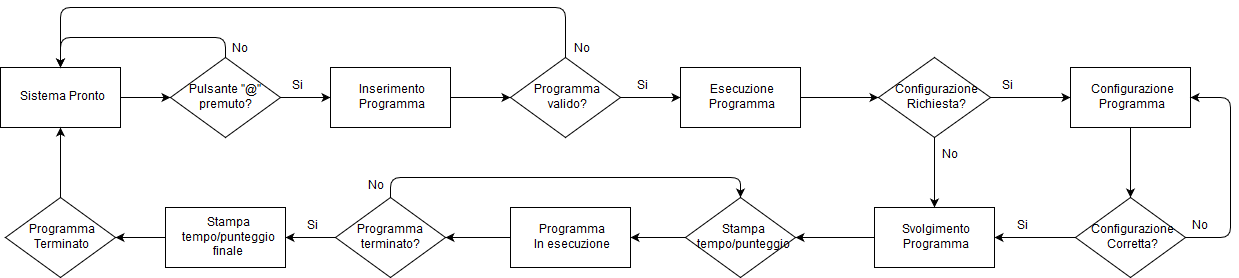 No
No
Sistema Pronto
Pulsante "@"
premuto?
Si
Inserimento
Programma
Programma
valido?
Si
Esecuzione
Programma
Configurazione
Richiesta?
Si
Configurazione
Programma
No
Programma
Terminato
Stampa
tempo/punteggio
finale
Si
No
Programma
terminato?
Programma
In esecuzione
Stampa
tempo/punteggio
Svolgimento
Programma
Si
Configurazione
Corretta?
No